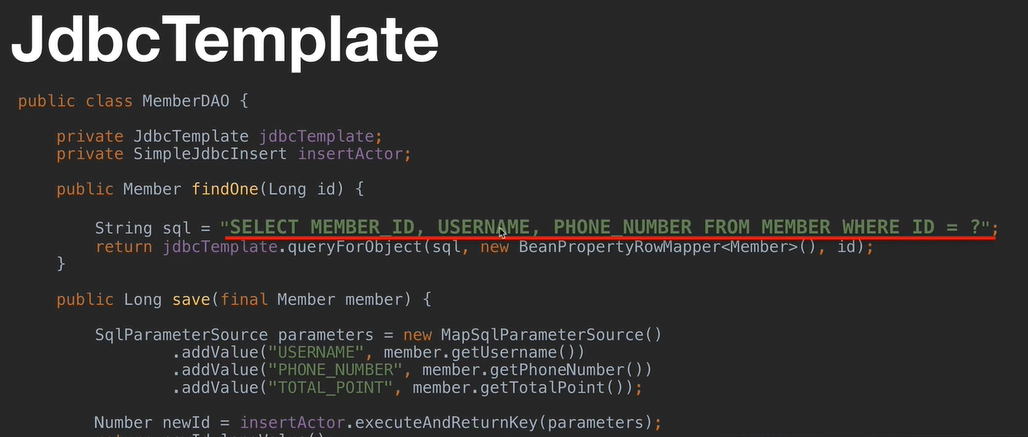 JdbcTemplate
public class MemberDAO {
private JdbcTemplate jdbcTemplate;
private SimpleJdbcInsert insertActor;
public Member findOne(Long id) {
String sql = "SELECT MEMBER_ID, USERNAME, PHONE_NUMBER FROM MEMBER WHERE ID = ?";
return jdbcTemplate.queryForObject(sql, new BeanPropertyRowMapper<Member>(), id);
}
public Long save(final Member member) {
SqlParameterSource parameters = new MapSqlParameterSource()
.addValue("USERNAME", member.getUsername())
.addValue("PHONE_NUMBER", member.getPhoneNumber())
.addValue("TOTAL_POINT", member.getTotalPoint());
Number newId = insertActor.executeAndReturnKey(parameters);